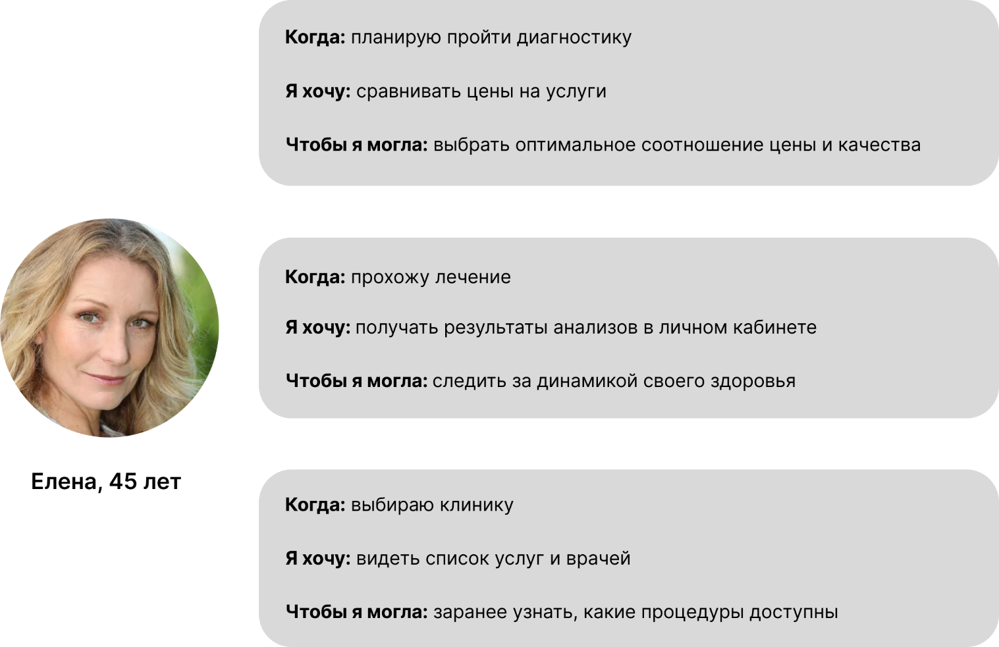 Когда: планирую пройти диагностику
Я хочу: сравнивать цены на услуги
Чтобы я могла: выбрать оптимальное соотношение цены и качества
Когда: прохожу лечение
Я хочу: получать результаты анализов в личном кабинете
Чтобы я могла: следить за динамикой своего здоровья
Елена, 45 лет
Когда: выбираю клинику
Я хочу: видеть список услуг и врачей
Чтобы я могла: заранее узнать, какие процедуры доступны